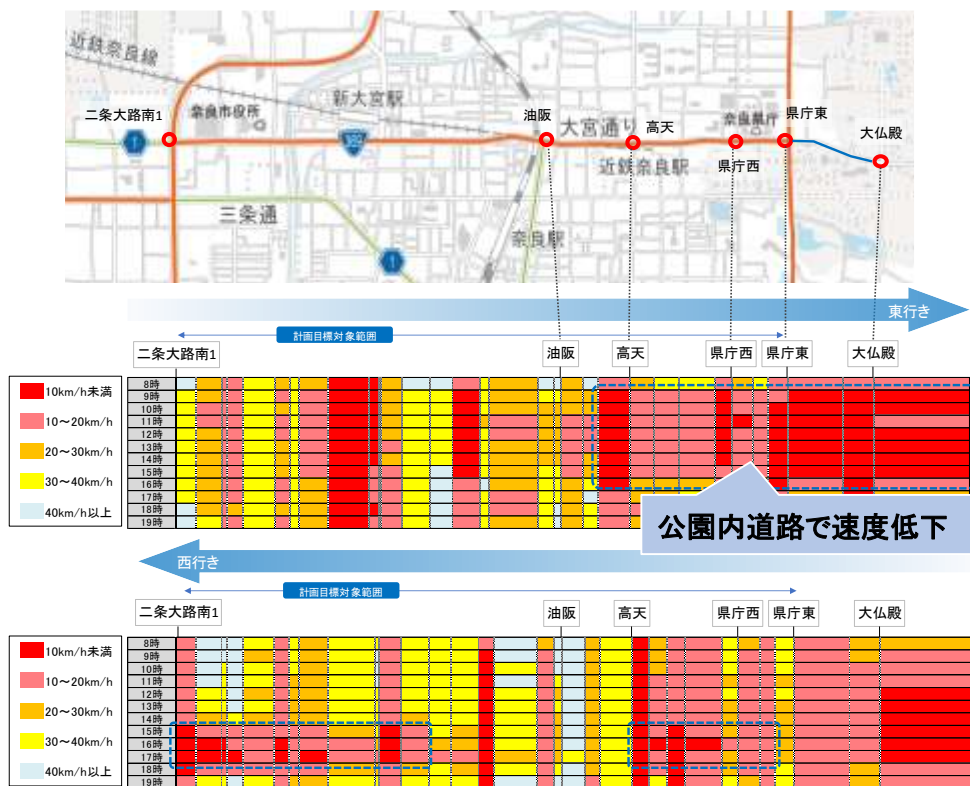 近鉄奈良線
二条大路南1
奈良市役所
新大宮駅
油阪
大宮通り
高天
奈良県庁
県庁東
大仏殿
近鉄奈良駅
県庁西
三条通
奈良駅
1
1
東行き
計画目標対象範囲
二条大路南1
油阪
高天
県庁西
県庁東
大仏殿
10km/h未満
10～20km/h
20～30km/h
30～40km/h
40km/h以上
8時
9時
10時
11時
12時
13時
14時
15時
16時
17時
18時
19時
公園内道路で速度低下
西行き
計画目標対象範囲
二条大路南1
油阪
高天
県庁西
県庁東
大仏殿
10km/h未満
10～20km/h
20～30km/h
30～40km/h
40km/h以上
8時
9時
10時
11時
12時
13時
14時
15時
16時
17時
18時
19時